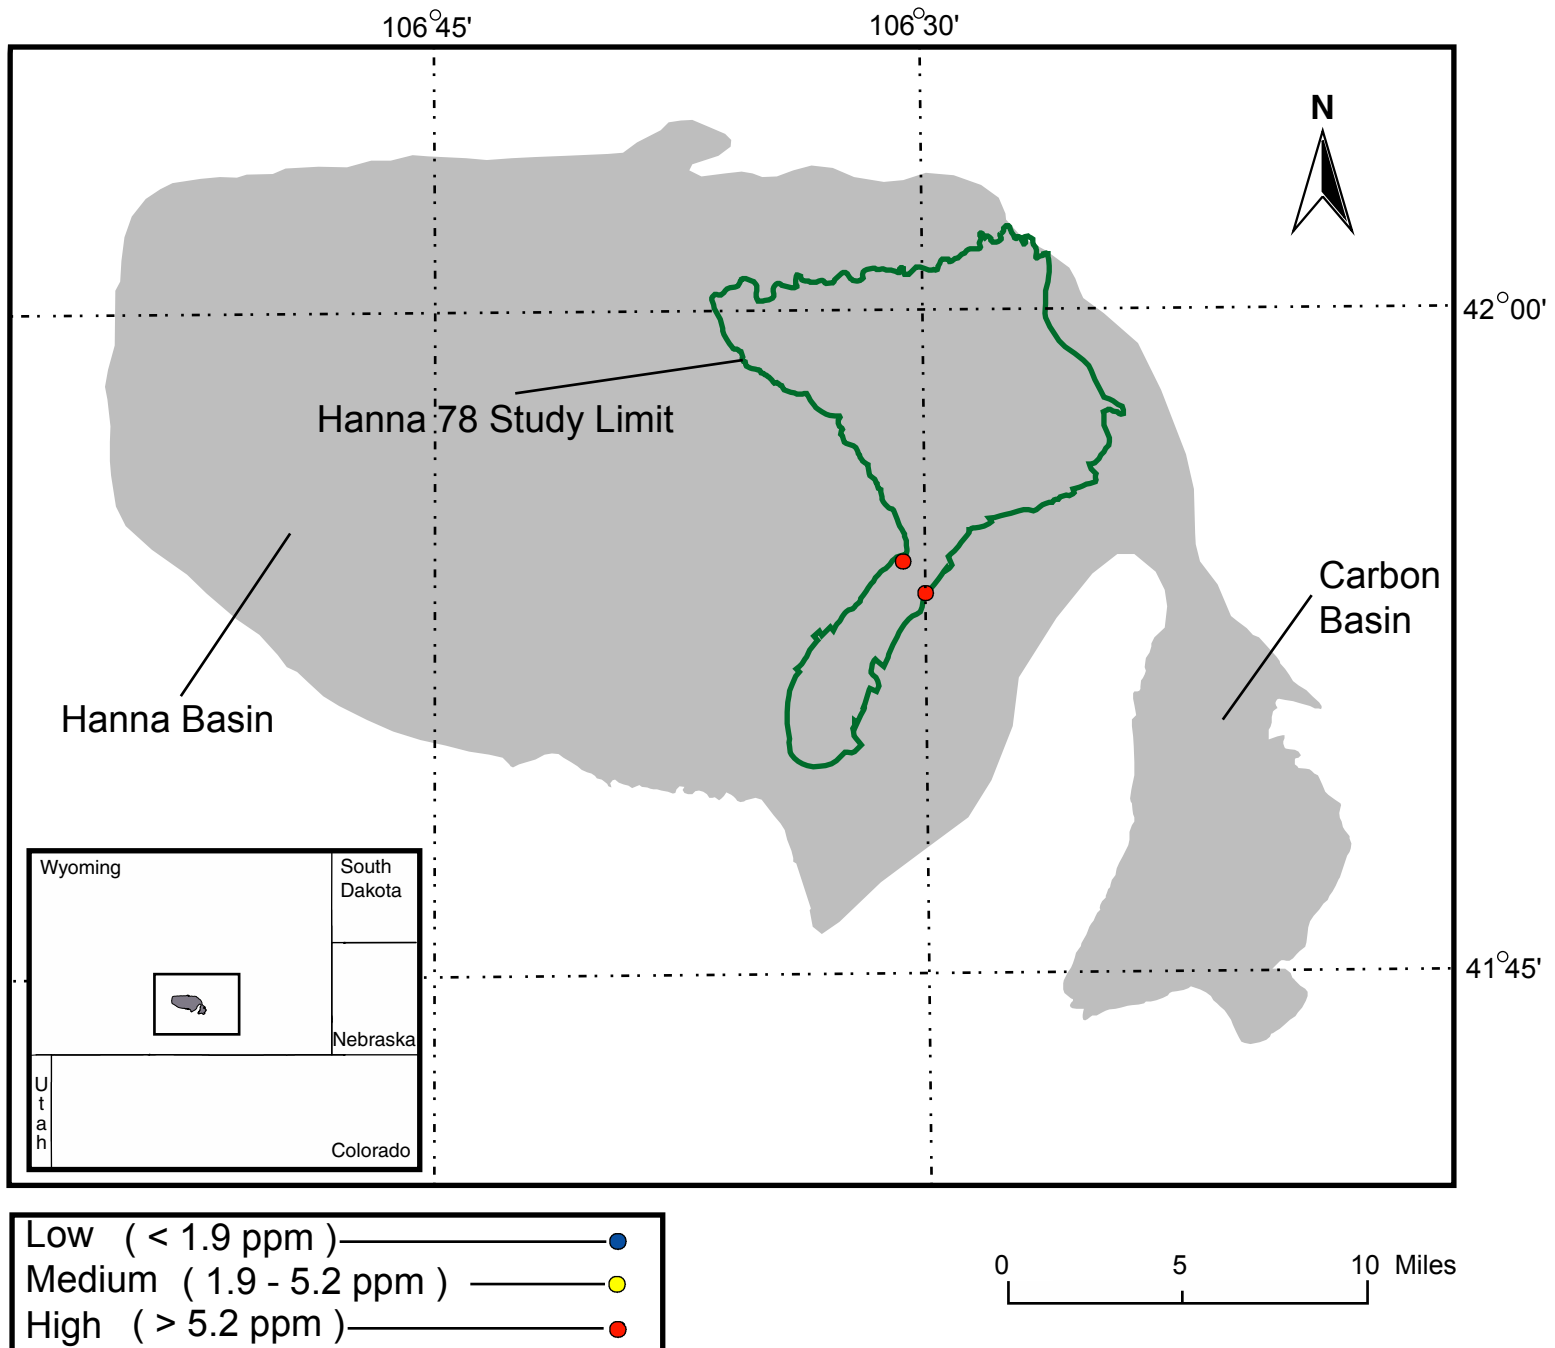 106°45'
106°30'
N
42°00'
Hanna 78 Study Limit
Carbon
Basin
Hanna Basin
Wyoming
South
Dakota
41°45'
Nebraska
Utah
Colorado
Low ( < 1.9 ppm )
Medium ( 1.9 - 5.2 ppm )
High ( > 5.2 ppm )
0 5 10 Miles